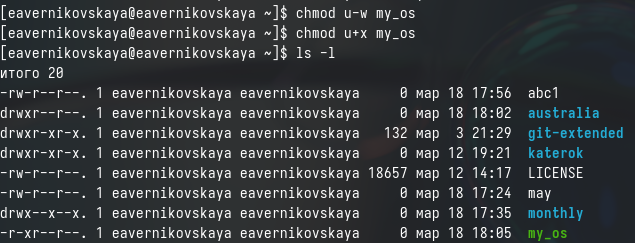 [eavernikovskaya@eavernikovskaya ~]$ chmod u-w my_os
[eavernikovskaya@eavernikovskaya ~]$ chmod u+x my_os
[eavernikovskaya@eavernikovskaya ~]$ ls -l
итого 20
-rw-r--r--. 1 eavernikovskaya eavernikovskaya     0 мар 18 17:56  abc1
drwxr--r--. 1 eavernikovskaya eavernikovskaya     0 мар 18 18:02  australia
drwxr-xr-x. 1 eavernikovskaya eavernikovskaya   132 мар  3 21:29  git-extended
drwxr-xr-x. 1 eavernikovskaya eavernikovskaya     0 мар 12 19:21  katerok
-rw-r--r--. 1 eavernikovskaya eavernikovskaya 18657 мар 12 14:17  LICENSE
-rw-r--r--. 1 eavernikovskaya eavernikovskaya     0 мар 18 17:24  may
drwx--x--x. 1 eavernikovskaya eavernikovskaya     0 мар 18 17:35  monthly
-r-xr--r--. 1 eavernikovskaya eavernikovskaya     0 мар 18 18:05  my_os